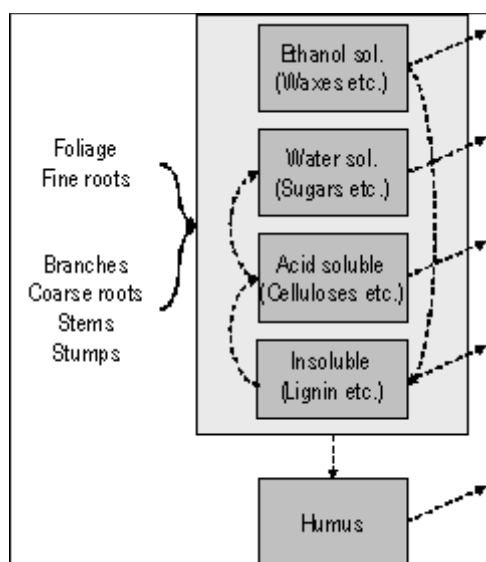 Ethanol sol.
(Waxes etc.)
Foliage
Fine roots
Water sol.
(Sugars etc.)
Branches
Coarse roots
Stems
Stumps
Acid soluble
(Celluloses etc.)
Insoluble
(Lignin etc.)
Humus